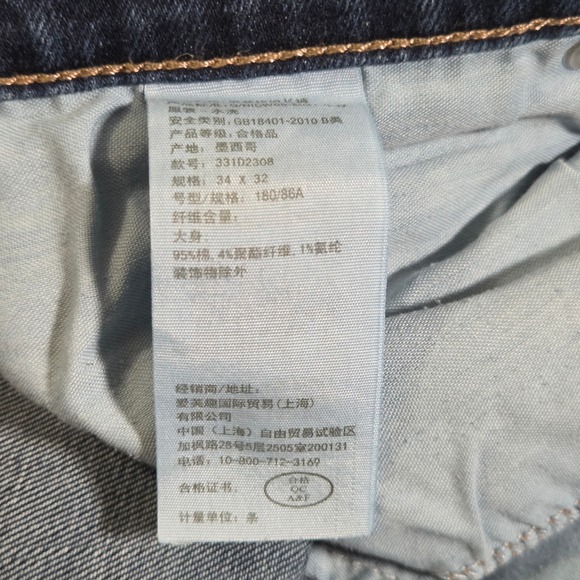 服装 - 水洗
安全类别: GB18401-2010 B类
产品等级: 合格品
产地: 墨西哥
款号: 331D2308
规格: 34 X 32
号型/规格: 180/86A
纤维含量:
大身.
95%棉, 4%聚酯纤维, 1%氨纶
装饰物除外
经销商/地址:
爱芙趣国际贸易(上海)
有限公司
中国 (上海) 自由贸易试验区
加枫路28号5层2505室200131
电话: 10-800-712-3169
合格证书.
合格
QC
A&F
计量单位: 条